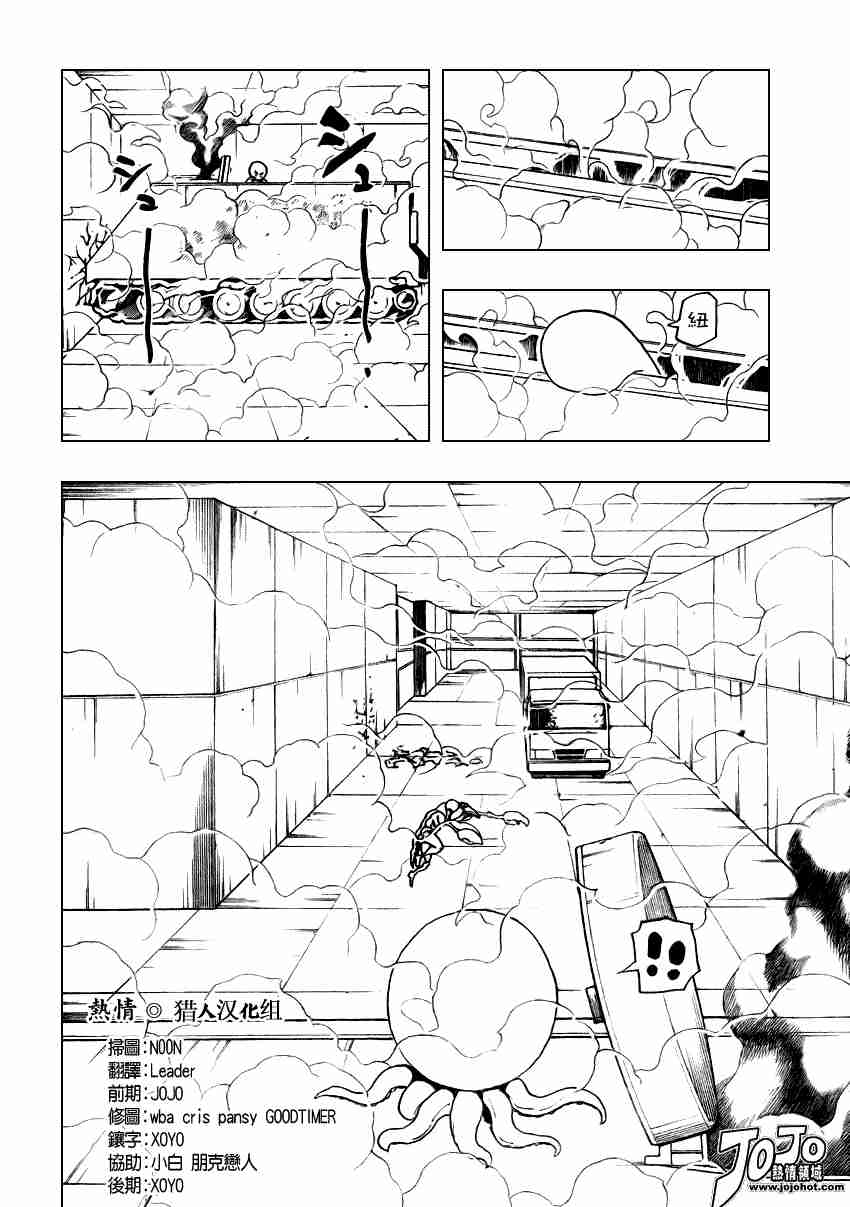 シュ
シュ
紐
!!
熱情 ◎ 猎人汉化组
掃圖:NOON
翻譯:Leader
前期:JOJO
修圖:wba cris pansy GOODTIMER
鑲字:XOYO
協助:小白 朋克戀人
後期:XOYO
JOJO
熱情領域
www.jojohot.com